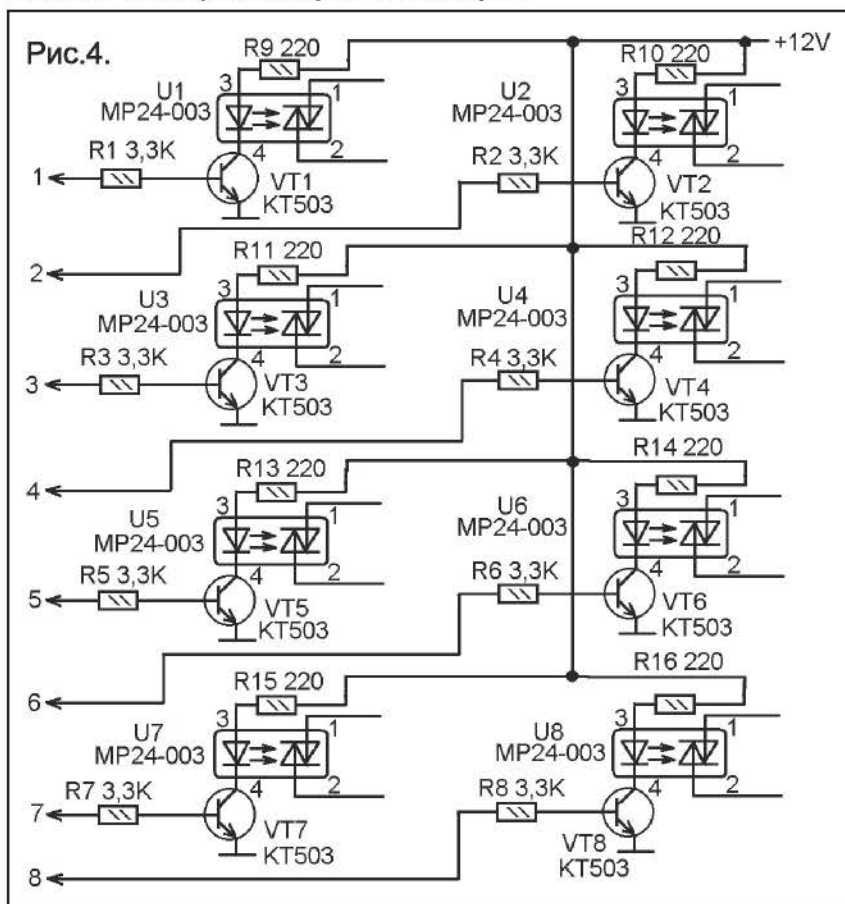 Рис.4.
R9 220
R10 220
+12V
3
U1
MP24-003
1
2
4
3
U2
MP24-003
1
2
4
1
R1 3,3K
VT1
KT503
R2 3,3K
VT2
KT503
2
R11 220
R12 220
3
U3
MP24-003
1
2
4
3
U4
MP24-003
1
2
4
3
R3 3,3K
VT3
KT503
R4 3,3K
VT4
KT503
4
R13 220
R14 220
3
U5
MP24-003
1
2
4
3
U6
MP24-003
1
2
4
5
R5 3,3K
VT5
KT503
R6 3,3K
VT6
KT503
6
R15 220
R16 220
3
U7
MP24-003
1
2
4
3
U8
MP24-003
1
2
4
7
R7 3,3K
VT7
KT503
R8 3,3K
VT8
KT503
8